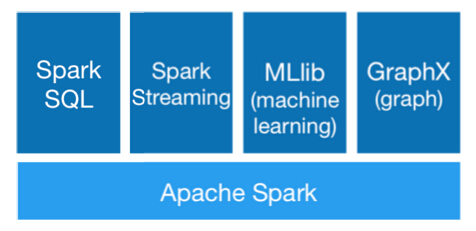 Spark
SQL
Spark
Streaming
MLlib
(machine
learning)
GraphX
(graph)
Apache Spark